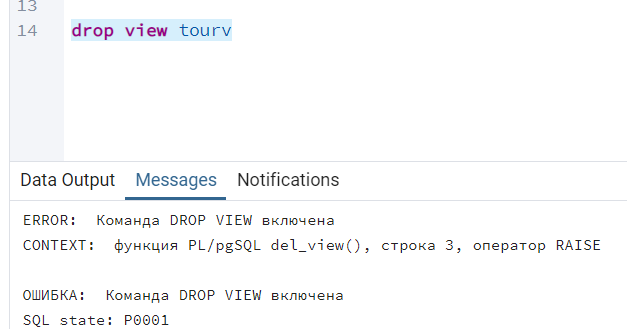 13
14 drop view tourv
Data Output Messages Notifications
ERROR: Команда DROP VIEW включена
CONTEXT: функция PL/pgSQL del_view(), строка 3, оператор RAISE
ОШИБКА: Команда DROP VIEW включена
SQL state: P0001